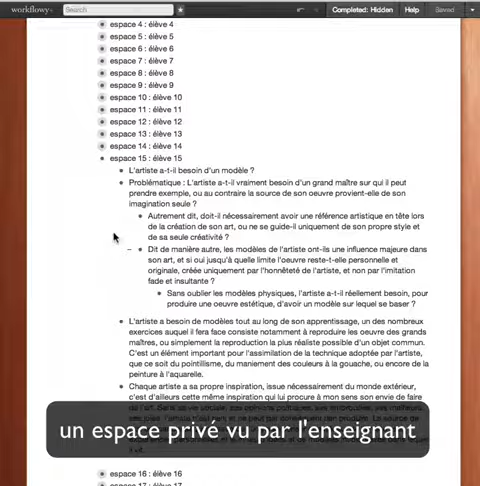 workflowy
Search
Completed: Hidden
Help
Saved
espace 4 : élève 4
espace 5 : élève 5
espace 6 : élève 6
espace 7 : élève 7
espace 8 : élève 8
espace 9 : élève 9
espace 10 : élève 10
espace 11 : élève 11
espace 12 : élève 12
espace 13 : élève 13
espace 14 : élève 14
espace 15 : élève 15
L'artiste a-t-il besoin d'un modèle ?
Problématique : L'artiste a-t-il vraiment besoin d'un grand maître sur qui il peut
prendre exemple, ou au contraire la source de son oeuvre provient-elle de son
imagination seule ?
Autrement dit, doit-il nécessairement avoir une référence artistique en tête lors
de la création de son art, ou ne se guide-il uniquement de son propre style et
de sa seule créativité ?
Dit de manière autre, les modèles de l'artiste ont-ils une influence majeure dans
son art, et si oui jusqu'à quelle limite l'oeuvre reste-t-elle personnelle et
originale, créée uniquement par l'honnêteté de l'artiste, et non par l'imitation
fade et insultante ?
Sans oublier les modèles physiques, l'artiste a-t-il réellement besoin, pour
produire une oeuvre estétique, d'avoir un modèle sur lequel se baser ?
L'artiste a besoin de modèles tout au long de son apprentissage, un des nombreux
exercices auquel il fera face consiste notamment à reproduire les oeuvre des grands
maîtres, ou simplement la reproduction la plus réaliste possible d'un objet commun.
C'est un élément important pour l'assimilation de la technique adoptée par l'artiste,
que ce soit du pointillisme, du maniement des couleurs à la gouache, ou encore de la
peinture à l'aquarelle.
Chaque artiste a sa propre inspiration, issue nécessairement du monde extérieur,
c'est d'ailleurs cette même inspiration qui lui procure à mon sens son envie de faire
un espace privé vu par l'enseignant
espace 16 : élève 16
espace 17 : élève 17